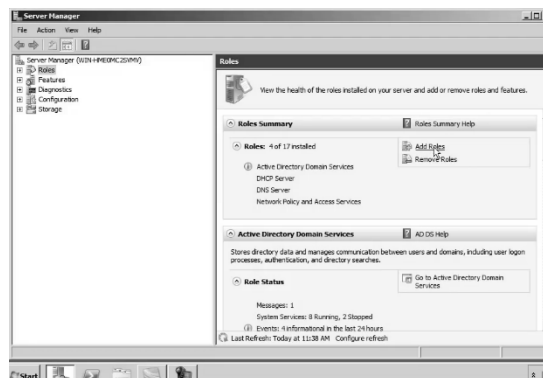 Server Manager
File Action View Help
Server Manager (WIN-HME0MC2SVMV)
Roles
Features
Diagnostics
Configuration
Storage
Roles
View the health of the roles installed on your server and add or remove roles and features.
Roles Summary
Roles Summary Help
Roles: 4 of 17 installed
Add Roles
Remove Roles
Active Directory Domain Services
DHCP Server
DNS Server
Network Policy and Access Services
Active Directory Domain Services
AD DS Help
Stores directory data and manages communication between users and domains, including user logon
processes, authentication, and directory searches.
Role Status
Go to Active Directory Domain
Services
Messages: 1
System Services: 8 Running, 2 Stopped
Events: 4 informational in the last 24 hours
Last Refresh: Today at 11:38 AM Configure refresh
Start